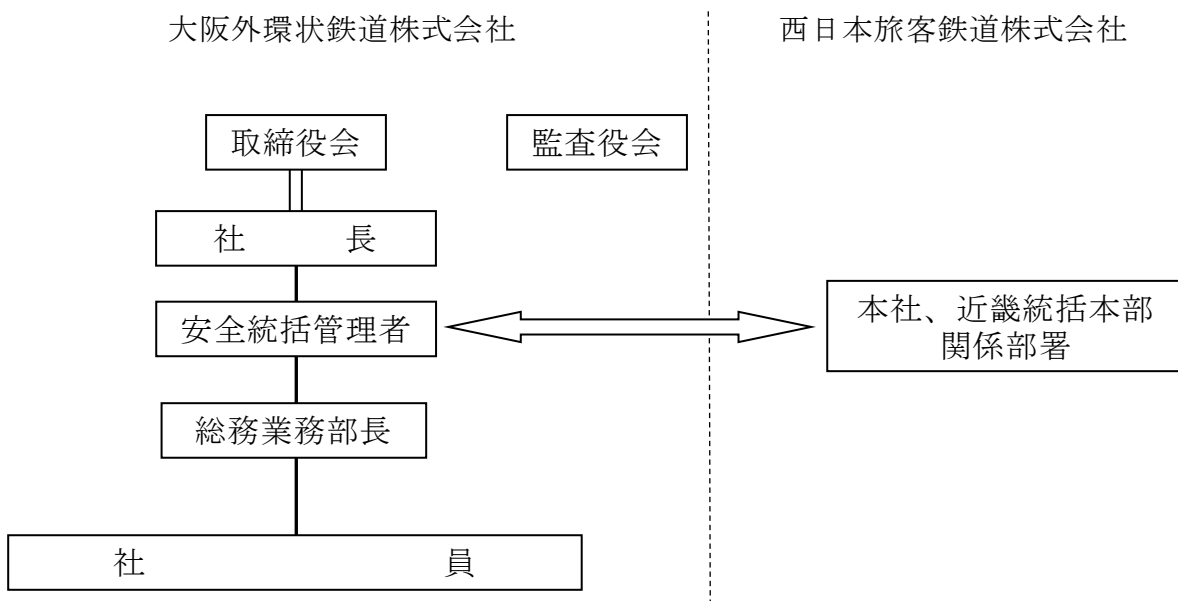 大阪外環状鉄道株式会社
西日本旅客鉄道株式会社
取締役会
監査役会
社　　長
安全統括管理者
本社、近畿統括本部
関係部署
総務業務部長
社　　員